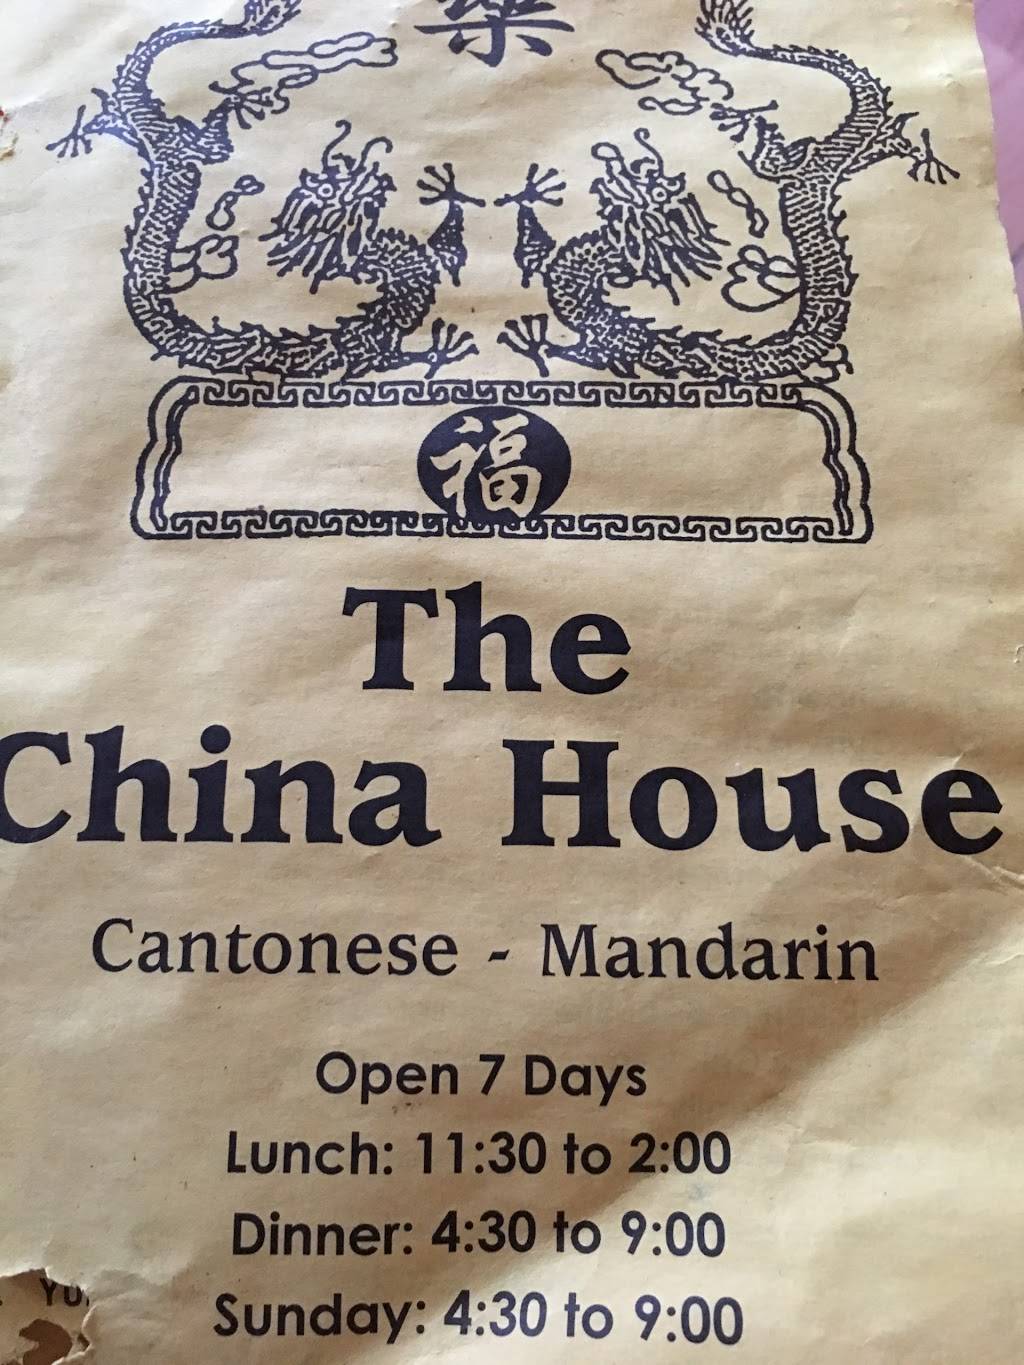 樂
福
The
China House
Cantonese - Mandarin
Open 7 Days
Lunch: 11:30 to 2:00
Dinner: 4:30 to 9:00
Sunday: 4:30 to 9:00